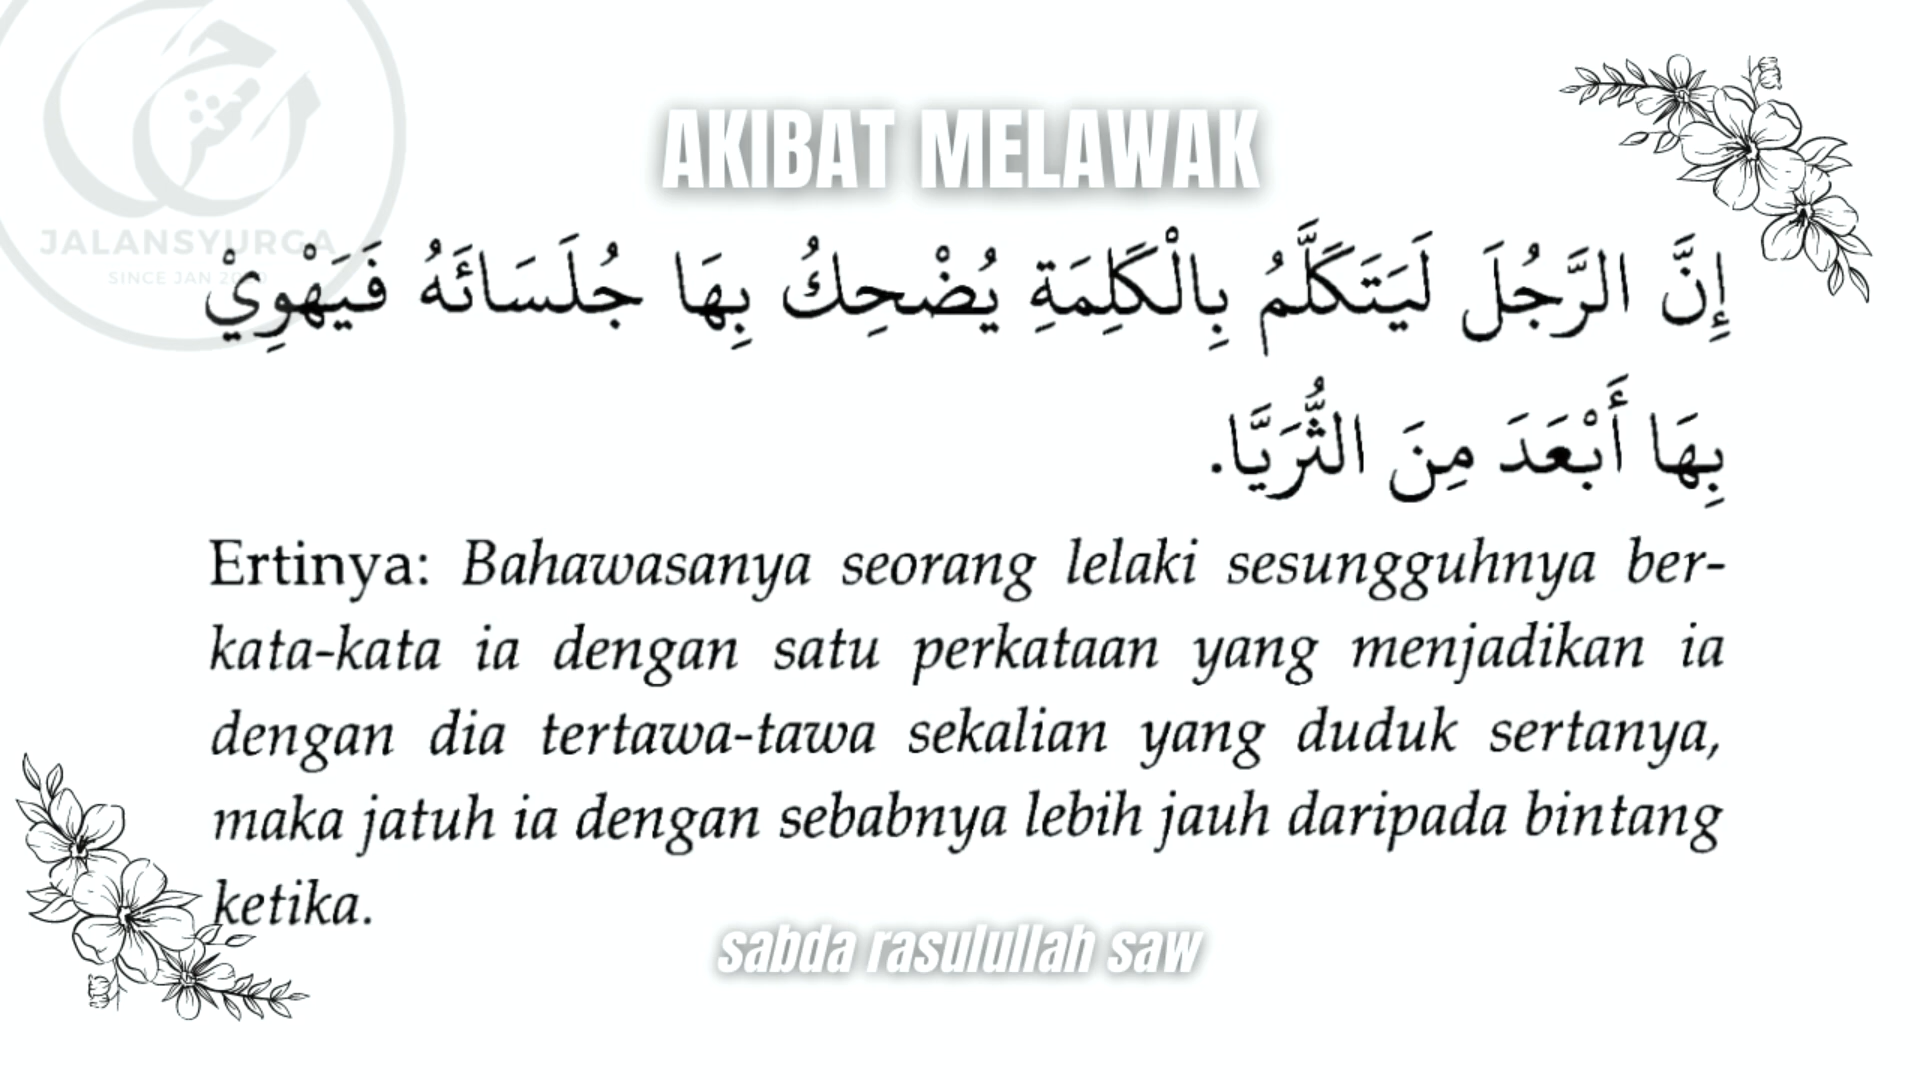 JALANSYURGA
AKIBAT MELAWAK
إِنَّ الرَّجُلَ لَيَتَكَلَّمُ بِالْكَلِمَةِ يُضْحِكُ بِهَا جُلَسَائَهُ فَيَهْوِيْ
بِهَا أَبْعَدَ مِنَ الثُّرَيَّا.
Ertinya: Bahawasanya seorang lelaki sesungguhnya ber-
kata-kata ia dengan satu perkataan yang menjadikan ia
dengan dia tertawa-tawa sekalian yang duduk sertanya,
maka jatuh ia dengan sebabnya lebih jauh daripada bintang
ketika.
sabda rasulullah saw
SINCE JAN